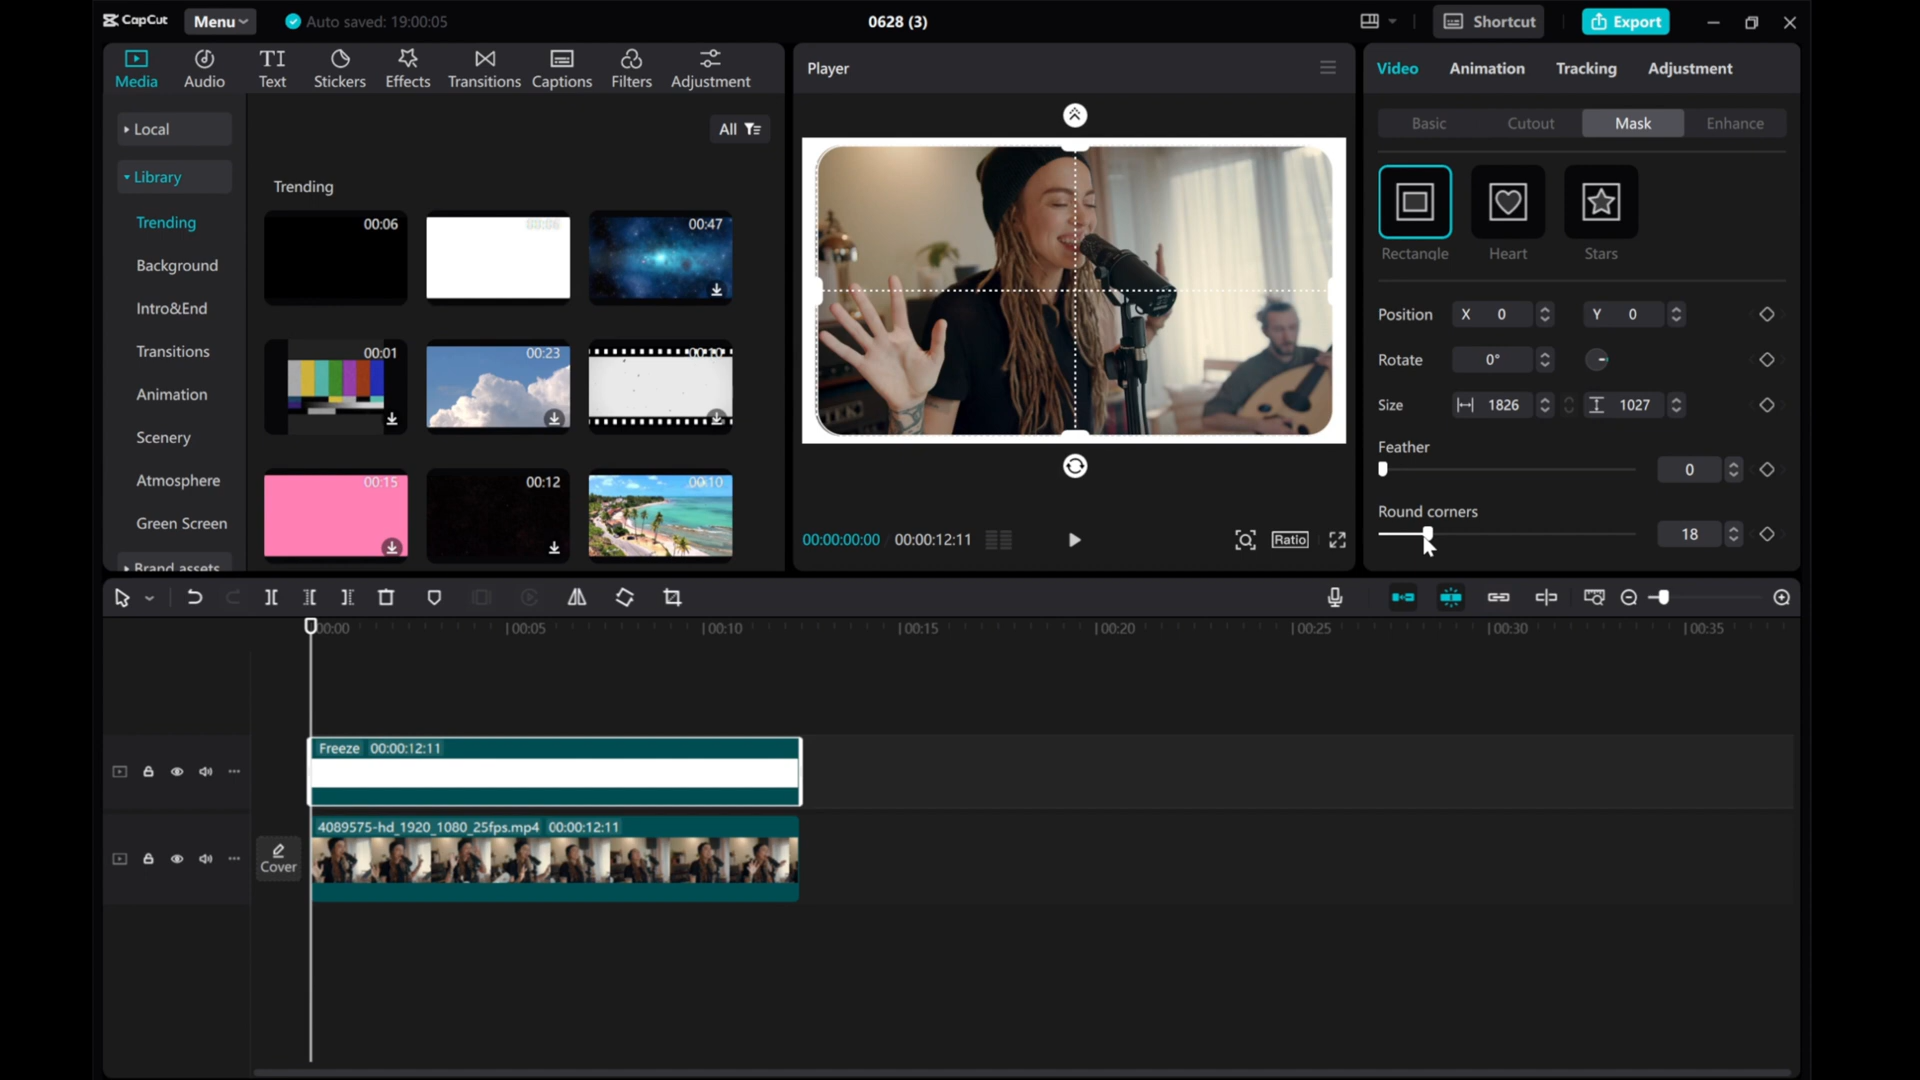 CapCut
Menu
Auto saved: 19:00:05
0628 (3)
Shortcut
Export
Media
Audio
Text
Stickers
Effects
Transitions
Captions
Filters
Adjustment
Local
Library
Trending
Background
Intro&End
Transitions
Animation
Scenery
Atmosphere
Green Screen
Brand assets
All
Trending
00:06
00:06
00:47
00:01
00:23
00:10
00:15
00:12
00:10
Player
00:00:00:00 / 00:00:12:11
Ratio
Video
Animation
Tracking
Adjustment
Basic
Cutout
Mask
Enhance
Rectangle
Heart
Stars
Position X 0 Y 0
Rotate 0°
Size 1826 1027
Feather
0
Round corners
18
00:00
00:05
00:10
00:15
00:20
00:25
00:30
00:35
Freeze 00:00:12:11
4089575-hd_1920_1080_25fps.mp4 00:00:12:11
Cover